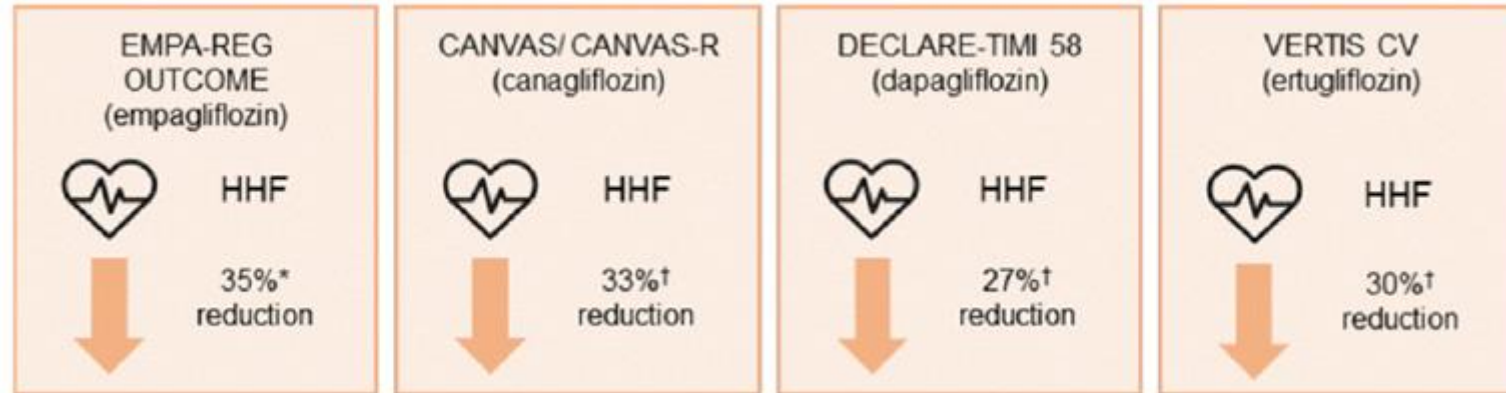 EMPA-REG
OUTCOME
(empagliflozin)
HHF
35%*
reduction
CANVAS/ CANVAS-R
(canagliflozin)
HHF
33%†
reduction
DECLARE-TIMI 58
(dapagliflozin)
HHF
27%†
reduction
VERTIS CV
(ertugliflozin)
HHF
30%†
reduction